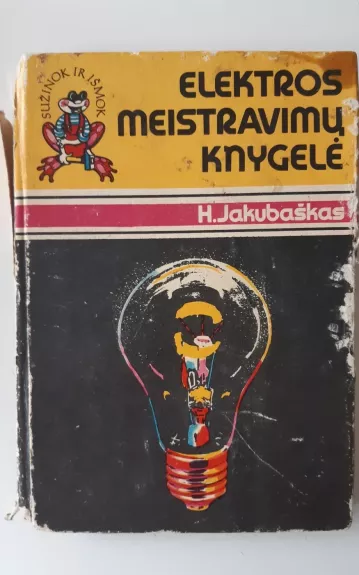 SUŽINOK IR IŠMOK
ELEKTROS
MEISTRAVIMŲ
KNYGELĖ
H.Jakubaškas